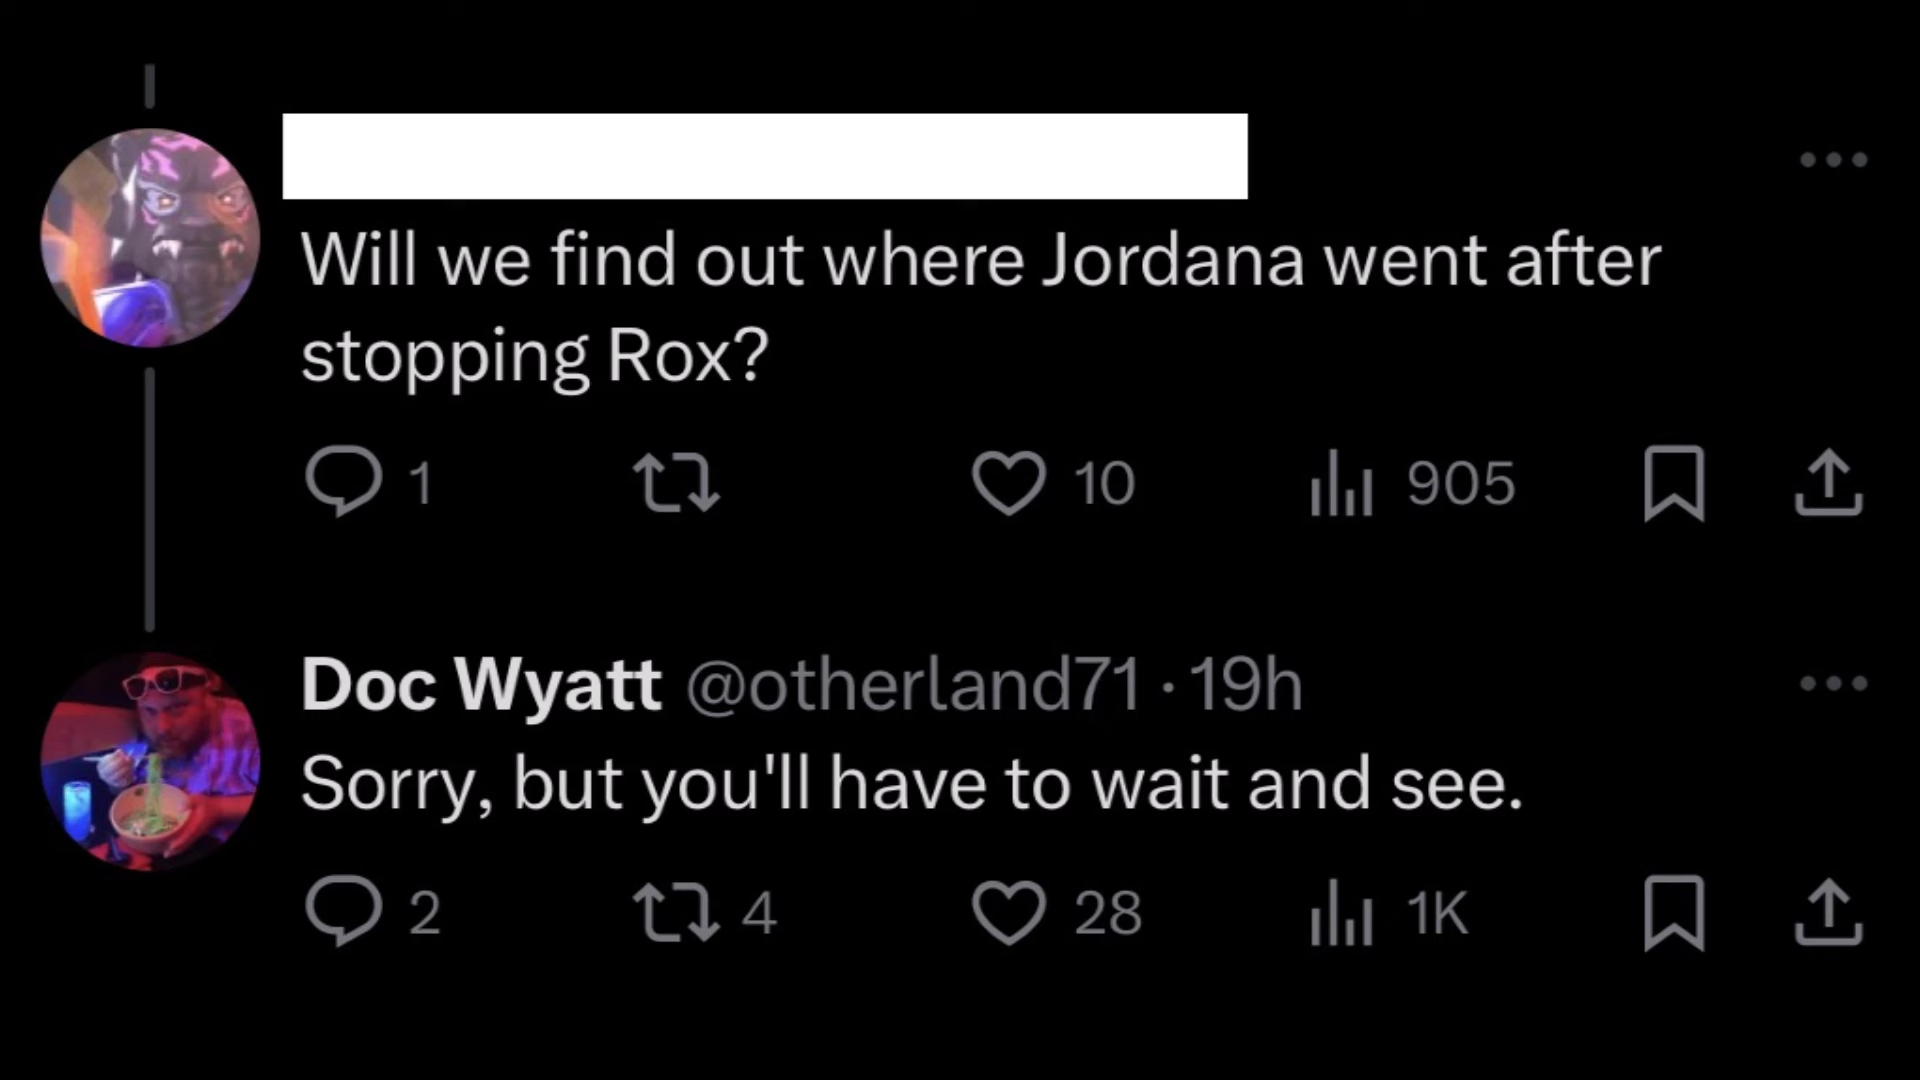 Will we find out where Jordana went after
stopping Rox?
1 10 905
Doc Wyatt @otherland71 · 19h
Sorry, but you'll have to wait and see.
2 4 28 1K